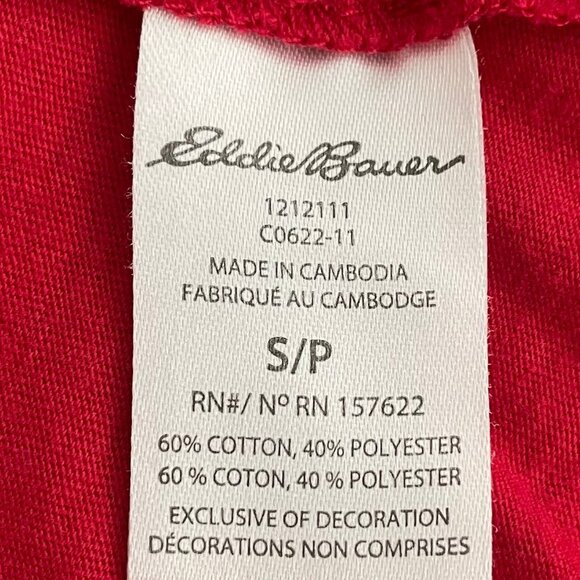 Eddie Bauer
1212111
C0622-11
MADE IN CAMBODIA
FABRIQUÉ AU CAMBODGE
S/P
RN#/ Nº RN 157622
60% COTTON, 40% POLYESTER
60 % COTON, 40 % POLYESTER
EXCLUSIVE OF DECORATION
DÉCORATIONS NON COMPRISES